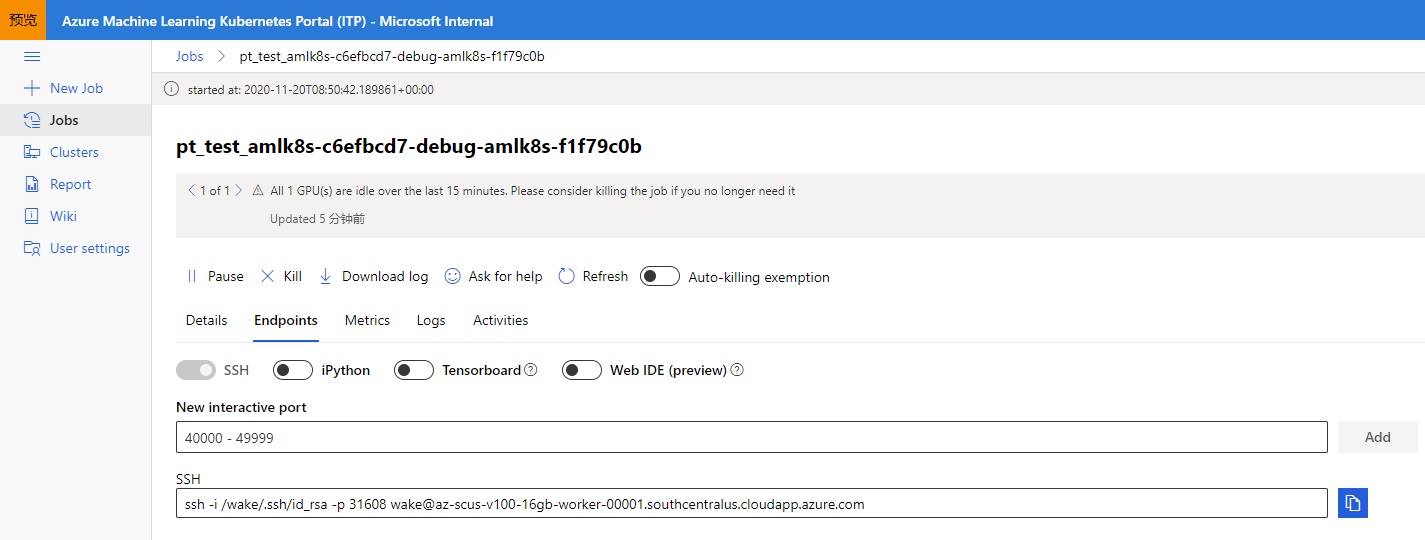 预览 Azure Machine Learning Kubernetes Portal (ITP) - Microsoft Internal
Jobs > pt_test_amlk8s-c6efbcd7-debug-amlk8s-f1f79c0b
started at: 2020-11-20T08:50:42.189861+00:00
New Job
Jobs
Clusters
Report
Wiki
User settings
pt_test_amlk8s-c6efbcd7-debug-amlk8s-f1f79c0b
1 of 1 All 1 GPU(s) are idle over the last 15 minutes. Please consider killing the job if you no longer need it
Updated 5 分钟前
Pause Kill Download log Ask for help Refresh Auto-killing exemption
Details Endpoints Metrics Logs Activities
SSH iPython Tensorboard Web IDE (preview)
New interactive port
40000 - 49999 Add
SSH
ssh -i /wake/.ssh/id_rsa -p 31608 wake@az-scus-v100-16gb-worker-00001.southcentralus.cloudapp.azure.com